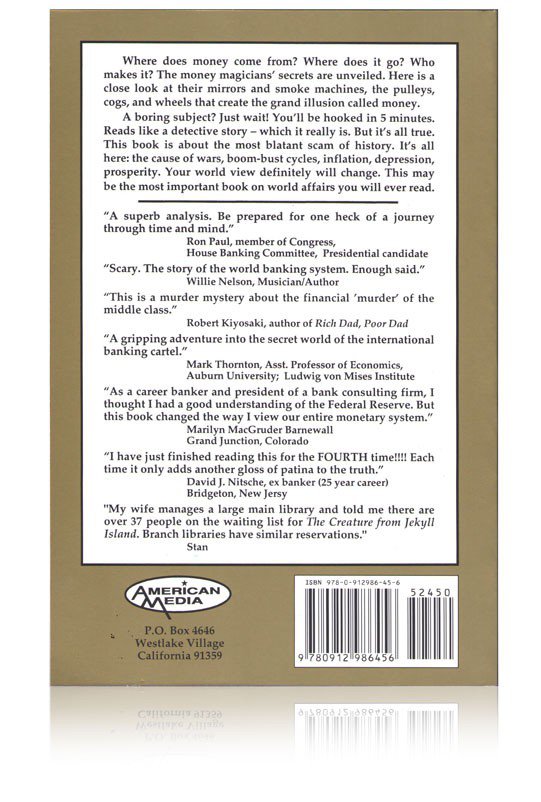 Where does money come from? Where does it go? Who
makes it? The money magicians' secrets are unveiled. Here is a
close look at their mirrors and smoke machines, the pulleys,
cogs, and wheels that create the grand illusion called money.
A boring subject? Just wait! You'll be hooked in 5 minutes.
Reads like a detective story – which it really is. But it's all true.
This book is about the most blatant scam of history. It's all
here: the cause of wars, boom-bust cycles, inflation, depression,
prosperity. Your world view definitely will change. This may
be the most important book on world affairs you will ever read.
“A superb analysis. Be prepared for one heck of a journey
through time and mind.”
Ron Paul, member of Congress,
House Banking Committee, Presidential candidate
“Scary. The story of the world banking system. Enough said.”
Willie Nelson, Musician/Author
“This is a murder mystery about the financial 'murder' of the
middle class.”
Robert Kiyosaki, author of Rich Dad, Poor Dad
“A gripping adventure into the secret world of the international
banking cartel.”
Mark Thornton, Asst. Professor of Economics,
Auburn University; Ludwig von Mises Institute
“As a career banker and president of a bank consulting firm, I
thought I had a good understanding of the Federal Reserve. But
this book changed the way I view our entire monetary system.”
Marilyn MacGruder Barnewall
Grand Junction, Colorado
“I have just finished reading this for the FOURTH time!!!! Each
time it only adds another gloss of patina to the truth.”
David J. Nitsche, ex banker (25 year career)
Bridgeton, New Jersy
"My wife manages a large main library and told me there are
over 37 people on the waiting list for The Creature from Jekyll
Island. Branch libraries have similar reservations."
Stan
AMERICAN
MEDIA
P.O. Box 4646
Westlake Village
California 91359
ISBN 978-0-912986-45-6
52450
9 780912 986456